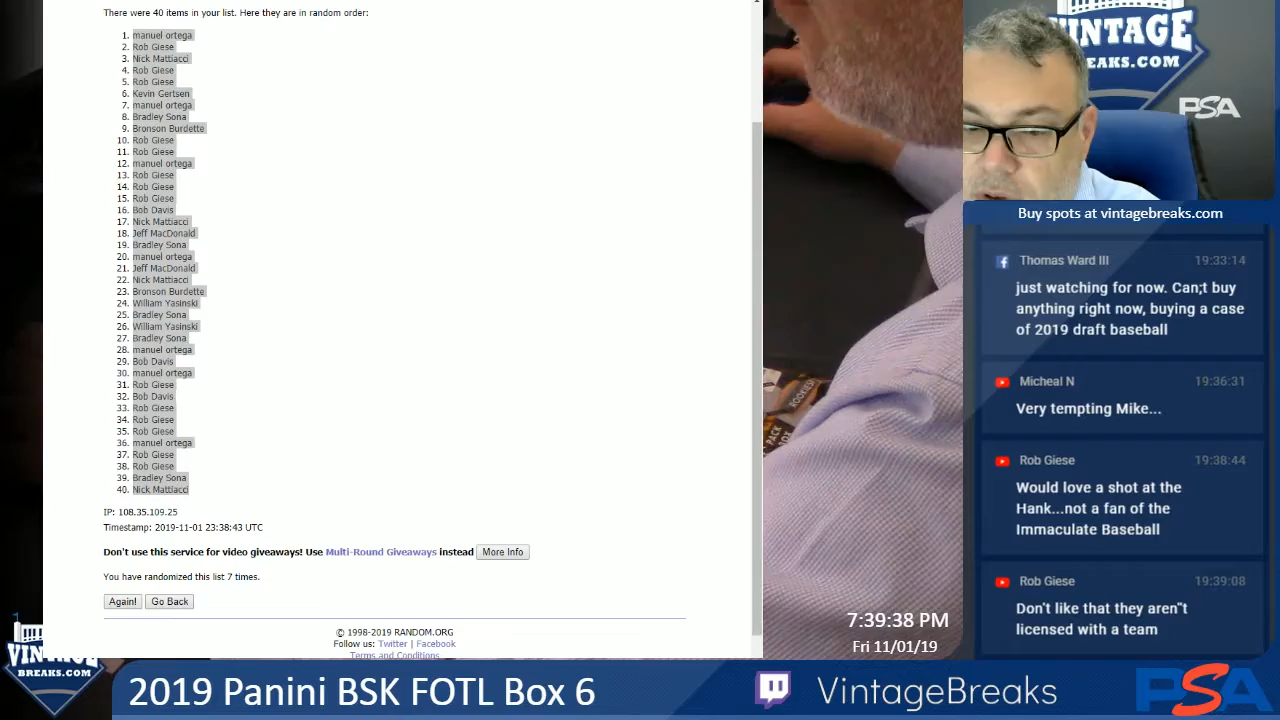 There were 40 items in your list. Here they are in random order:
1. manuel ortega
2. Rob Giese
3. Nick Mattiacci
4. Rob Giese
5. Rob Giese
6. Kevin Gertsen
7. manuel ortega
8. Bradley Sona
9. Bronson Burdette
10. Rob Giese
11. Rob Giese
12. manuel ortega
13. Rob Giese
14. Rob Giese
15. Rob Giese
16. Bob Davis
17. Nick Mattiacci
18. Jeff MacDonald
19. Bradley Sona
20. manuel ortega
21. Jeff MacDonald
22. Nick Mattiacci
23. Bronson Burdette
24. William Yasinski
25. Bradley Sona
26. William Yasinski
27. Bradley Sona
28. manuel ortega
29. Bob Davis
30. manuel ortega
31. Rob Giese
32. Bob Davis
33. Rob Giese
34. Rob Giese
35. Rob Giese
36. manuel ortega
37. Rob Giese
38. Rob Giese
39. Bradley Sona
40. Nick Mattiacci
IP: 108.35.109.25
Timestamp: 2019-11-01 23:38:43 UTC
Don't use this service for video giveaways! Use Multi-Round Giveaways instead More Info
You have randomized this list 7 times.
Again! Go Back
© 1998-2019 RANDOM.ORG
Follow us: Twitter | Facebook
Terms and Conditions
ROOKIES!
PACK
BOX
VINTAGE
BREAKS.COM
PSA
Buy spots at vintagebreaks.com
Thomas Ward III 19:33:14
just watching for now. Can;t buy
anything right now, buying a case
of 2019 draft baseball
Micheal N 19:36:31
Very tempting Mike...
Rob Giese 19:38:44
Would love a shot at the
Hank...not a fan of the
Immaculate Baseball
Rob Giese 19:39:08
Don't like that they aren"t
licensed with a team
7:39:38 PM
Fri 11/01/19
VINTAGE
BREAKS.COM
2019 Panini BSK FOTL Box 6
VintageBreaks
PSA